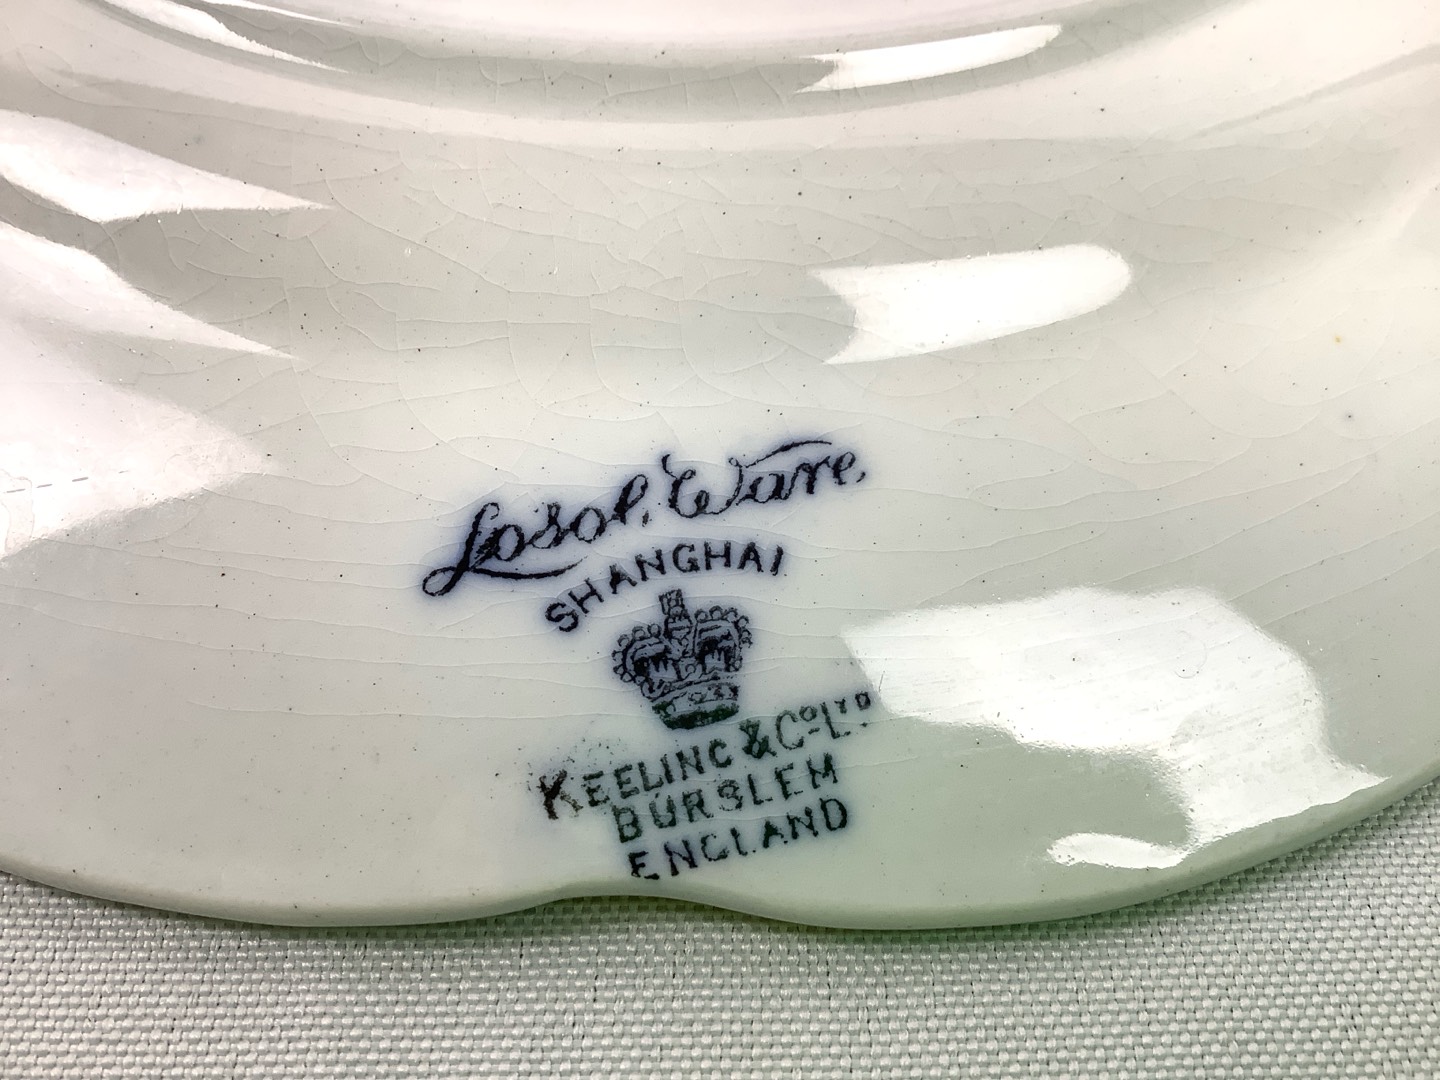 Losol, Ware,
SHANGHAI
KEELING & Co LTD
BURSLEM
ENGLAND